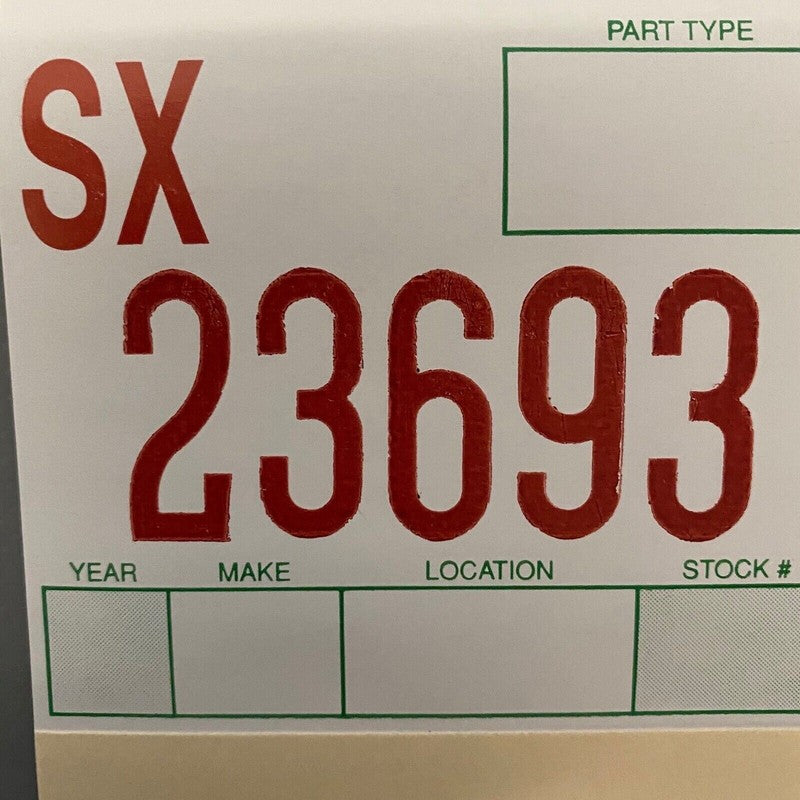 PART TYPE
SX
23693
YEAR MAKE LOCATION STOCK #